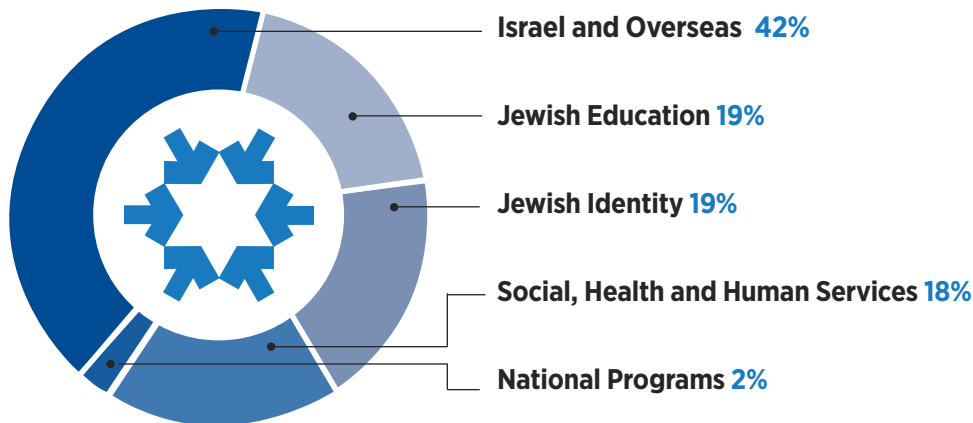 Israel and Overseas 42%
Jewish Education 19%
Jewish Identity 19%
Social, Health and Human Services 18%
National Programs 2%